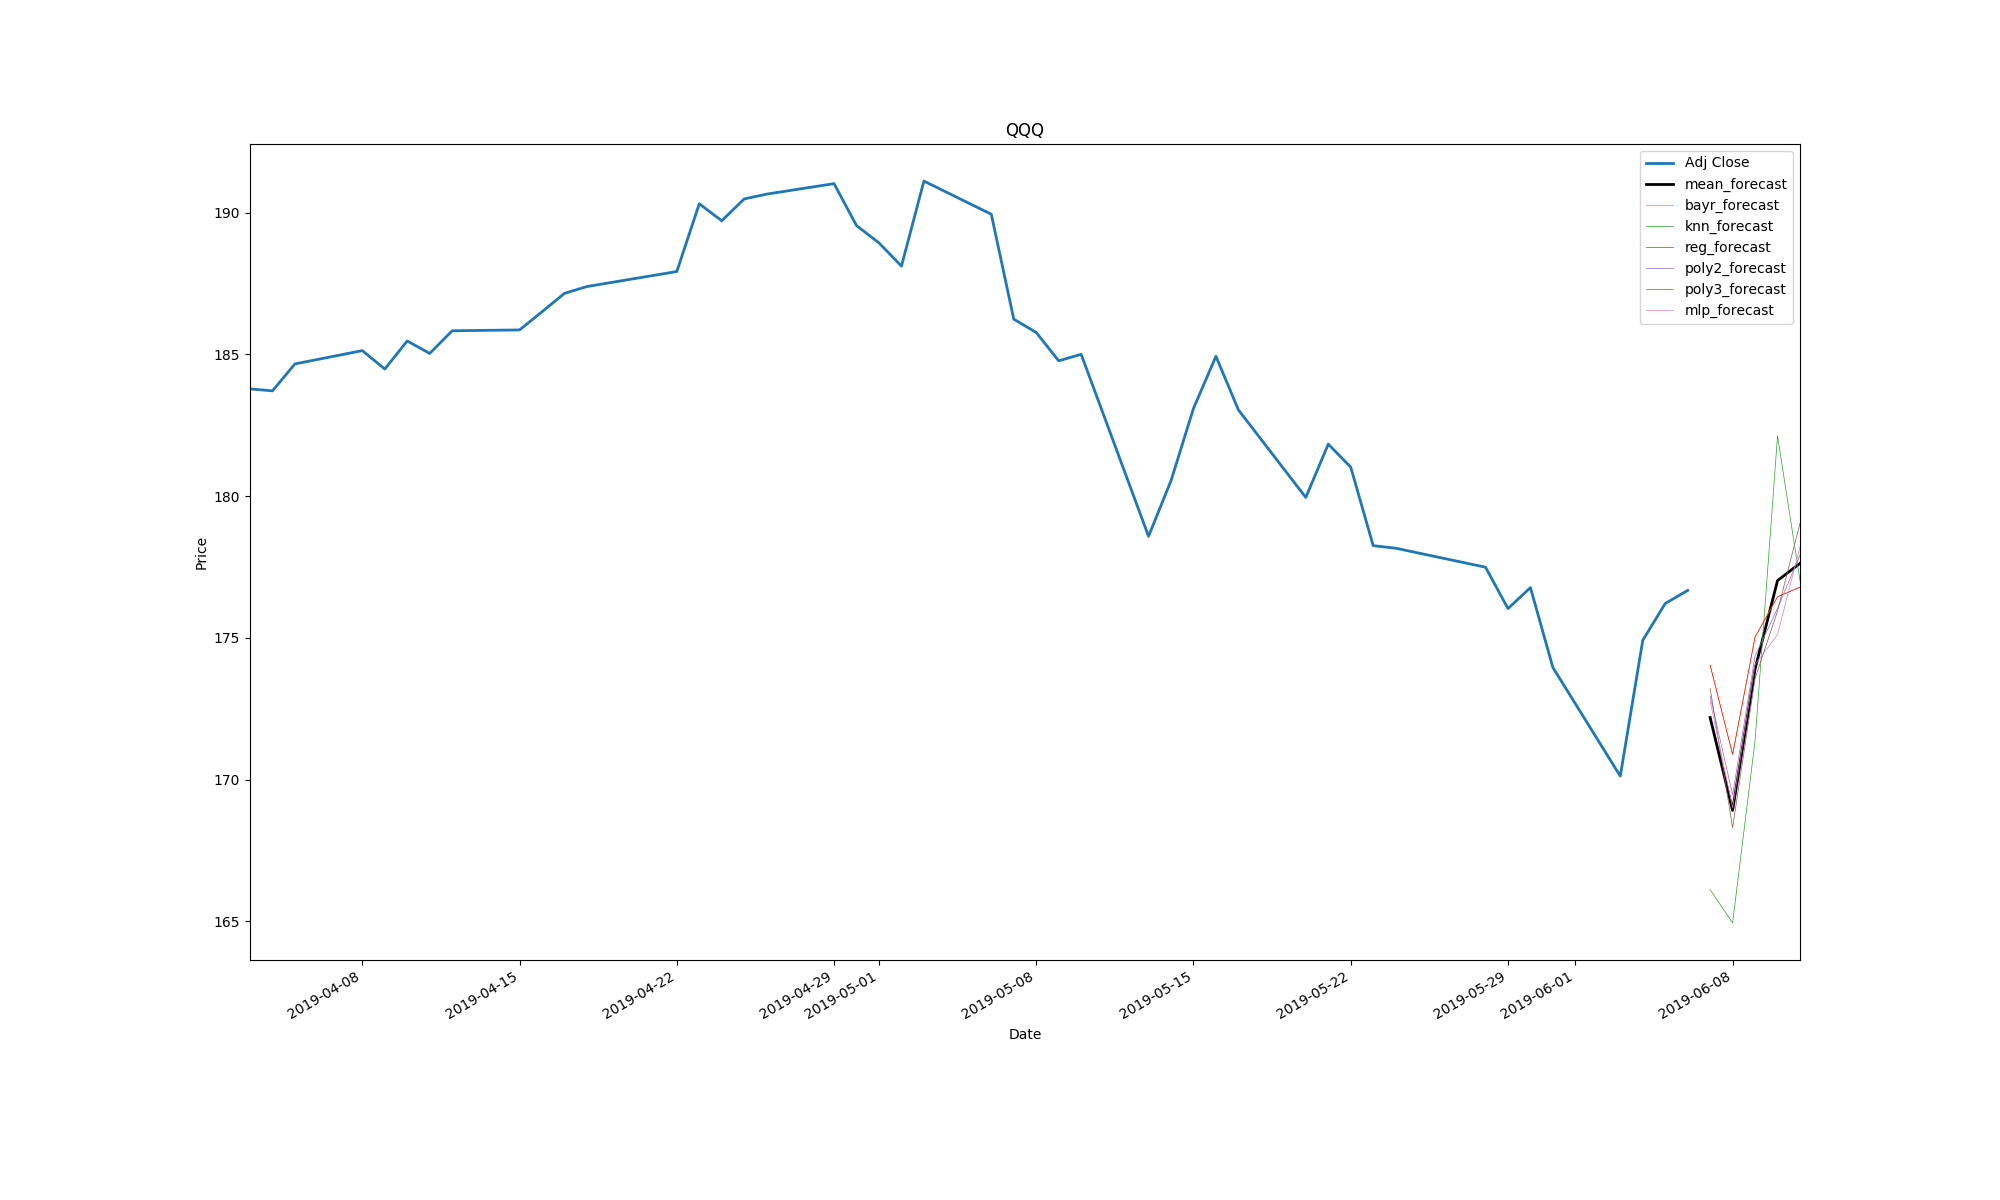 QQQ
Adj Close
mean_forecast
bayr_forecast
knn_forecast
reg_forecast
poly2_forecast
poly3_forecast
mlp_forecast
190
185
180
175
170
165
Price
2019-04-08
2019-04-15
2019-04-22
2019-04-29
2019-05-01
2019-05-08
2019-05-15
2019-05-22
2019-05-29
2019-06-01
2019-06-08
Date